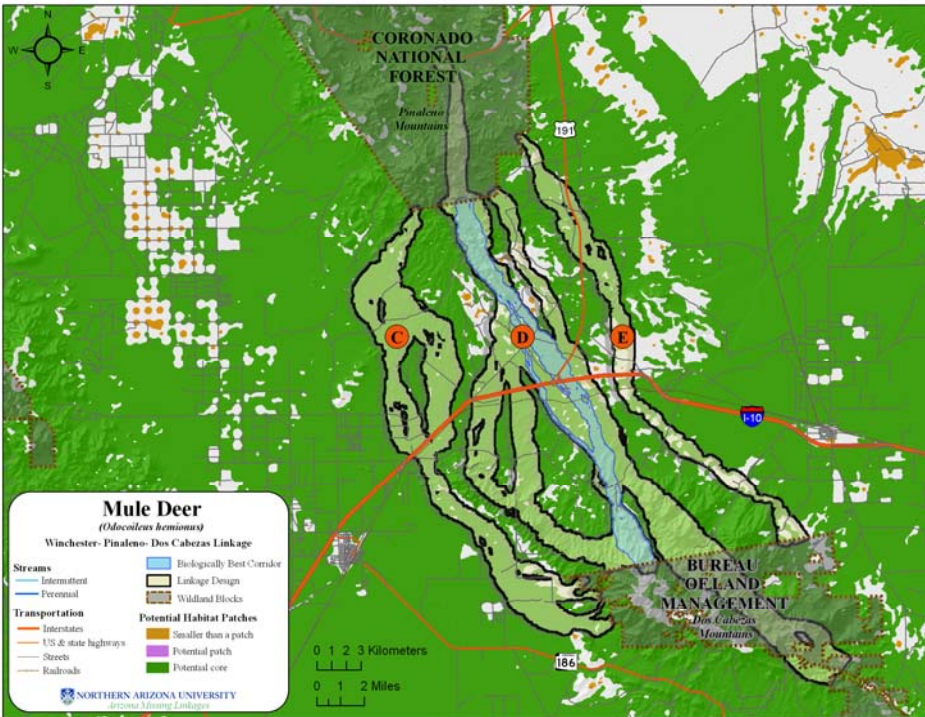 N
W
E
S
CORONADO
NATIONAL
FOREST
Pinaleno
Mountains
191
C
D
E
I-10
BUREAU
OF LAND
MANAGEMENT
Dos Cabezas
Mountains
186
Mule Deer
(Odocoileus hemionus)
Winchester- Pinaleno- Dos Cabezas Linkage
Streams
Intermittent
Perennial
Transportation
Interstates
US & state highways
Streets
Railroads
Biologically Best Corridor
Linkage Design
Wildland Blocks
Potential Habitat Patches
Smaller than a patch
Potential patch
Potential core
NORTHERN ARIZONA UNIVERSITY
Arizona Missing Linkages
0 1 2 3 Kilometers
0 1 2 Miles